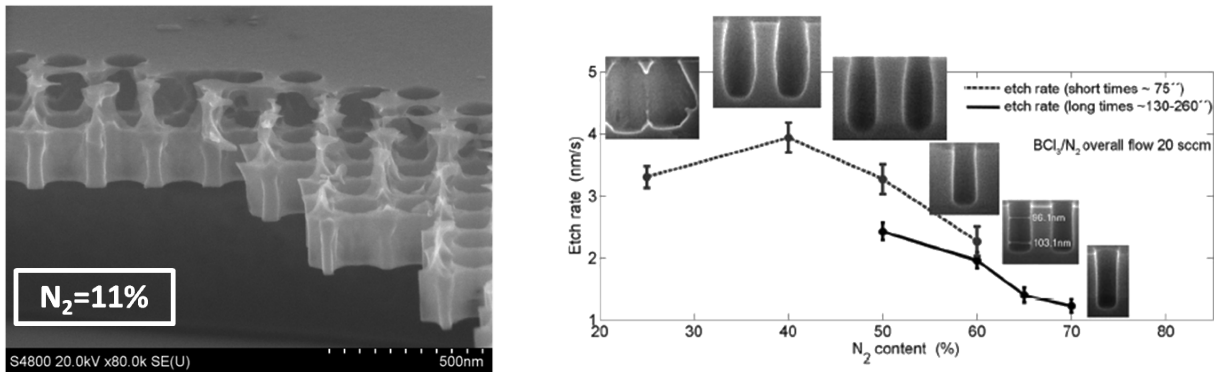 N₂=11%
S4800 20.0kV x80.0k SE(U)
500nm
Etch rate (nm/s)
5
4
3
2
1
20
30
40
50
60
70
80
N₂ content (%)
etch rate (short times ~ 75´´)
etch rate (long times ~130-260´´)
BCl₃/N₂ overall flow 20 sccm
96.1nm
103.1nm